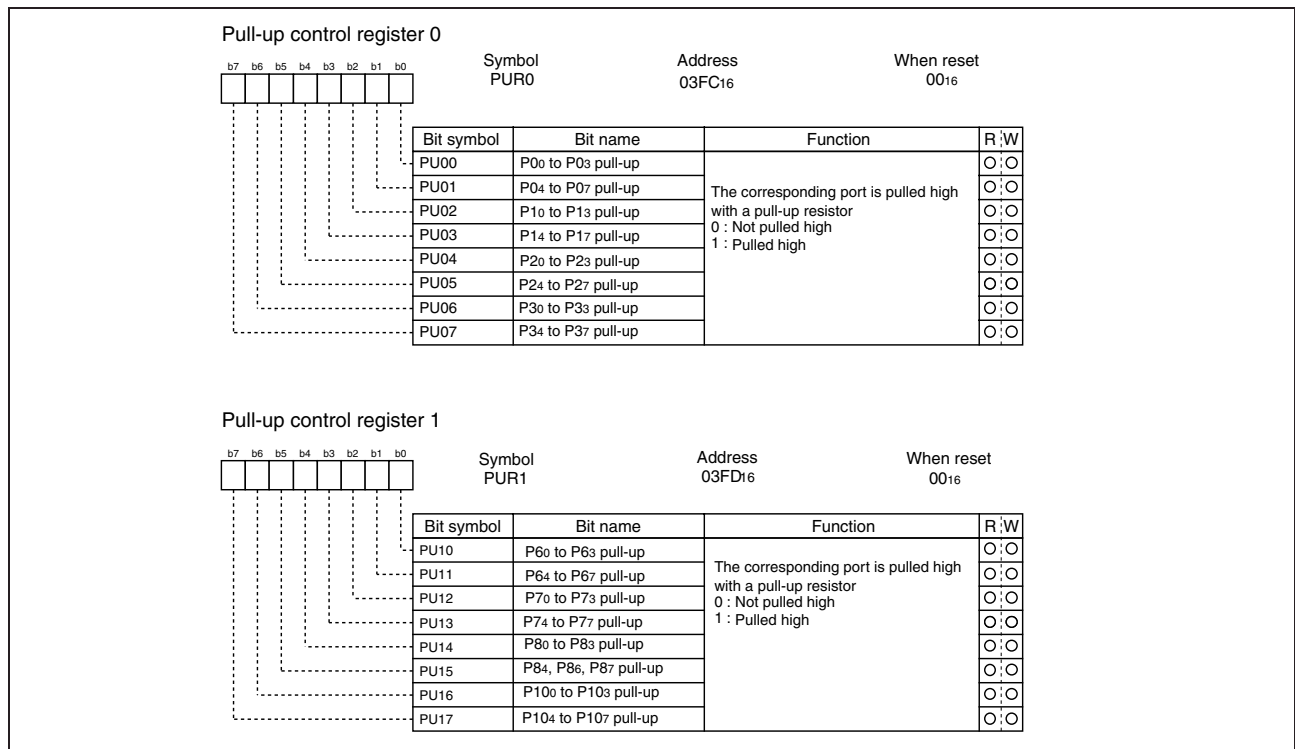 Pull-up control register 0
b7 b6 b5 b4 b3 b2 b1 b0
Symbol Address When reset
PUR0 03FC16 0016
Bit symbol Bit name Function R W
PU00 P00 to P03 pull-up
PU01 P04 to P07 pull-up
PU02 P10 to P13 pull-up
PU03 P14 to P17 pull-up
PU04 P20 to P23 pull-up
PU05 P24 to P27 pull-up
PU06 P30 to P33 pull-up
PU07 P34 to P37 pull-up
The corresponding port is pulled high
with a pull-up resistor
0 : Not pulled high
1 : Pulled high
Pull-up control register 1
b7 b6 b5 b4 b3 b2 b1 b0
Symbol Address When reset
PUR1 03FD16 0016
Bit symbol Bit name Function R W
PU10 P60 to P63 pull-up
PU11 P64 to P67 pull-up
PU12 P70 to P73 pull-up
PU13 P74 to P77 pull-up
PU14 P80 to P83 pull-up
PU15 P84, P86, P87 pull-up
PU16 P100 to P103 pull-up
PU17 P104 to P107 pull-up
The corresponding port is pulled high
with a pull-up resistor
0 : Not pulled high
1 : Pulled high